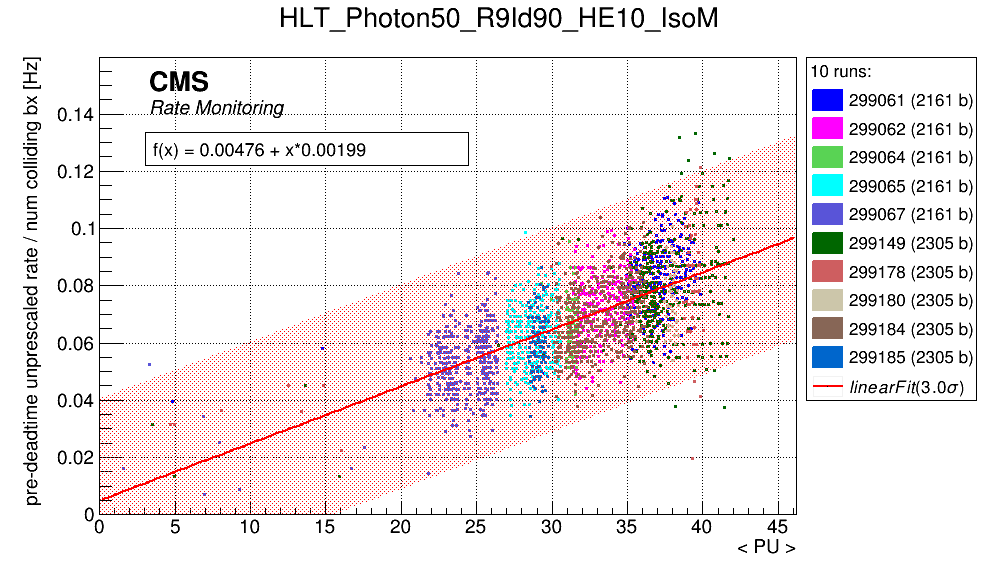 HLT_Photon50_R9Id90_HE10_IsoM
pre-deadtime unprescaled rate / num colliding bx [Hz]
CMS
Rate Monitoring
f(x) = 0.00476 + x*0.00199
0.14
0.12
0.1
0.08
0.06
0.04
0.02
0
0 5 10 15 20 25 30 35 40 45
< PU >
10 runs:
299061 (2161 b)
299062 (2161 b)
299064 (2161 b)
299065 (2161 b)
299067 (2161 b)
299149 (2305 b)
299178 (2305 b)
299180 (2305 b)
299184 (2305 b)
299185 (2305 b)
linearFit(3.0σ)